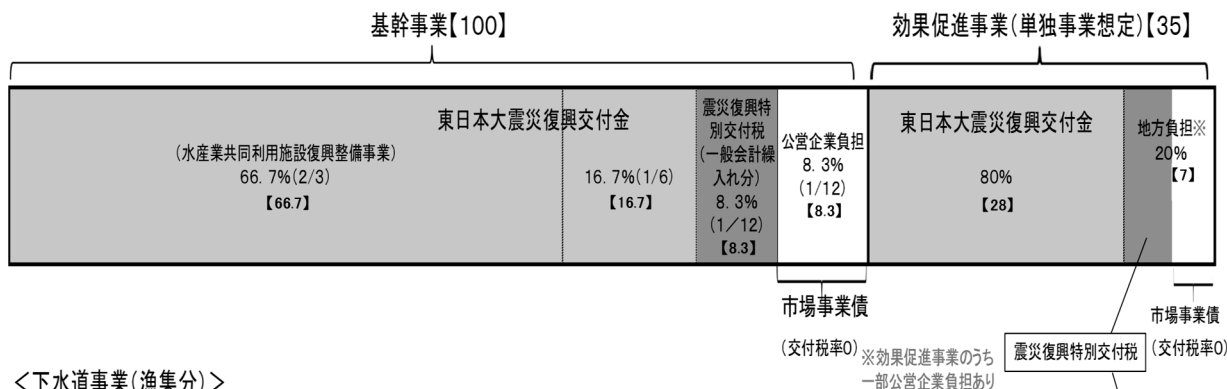 基幹事業【100】
効果促進事業(単独事業想定)【35】
東日本大震災復興交付金
(水産業共同利用施設復興整備事業)
66.7%(2/3)
【66.7】
16.7%(1/6)
【16.7】
震災復興特
別交付税
(一般会計繰
入れ分)
8.3%
(1/12)
【8.3】
公営企業負担
8.3%
(1/12)
【8.3】
東日本大震災復興交付金
80%
【28】
地方負担※
20%
【7】
市場事業債
(交付税率0)
※効果促進事業のうち
一部公営企業負担あり
震災復興特別交付税
市場事業債
(交付税率0)
<下水道事業(漁集分)>